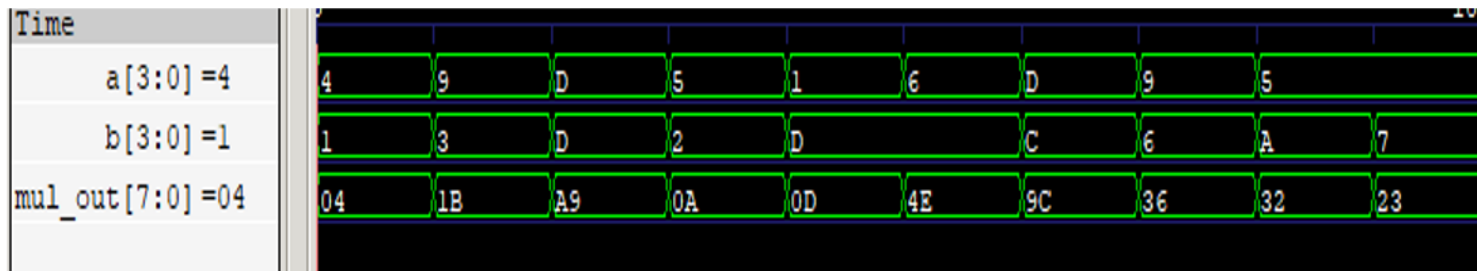 Time
a[3:0] =4 4 9 D 5 1 6 D 9 5
b[3:0] =1 1 3 D 2 D C 6 A 7
mul_out[7:0] =04 04 1B A9 0A 0D 4E 9C 36 32 23